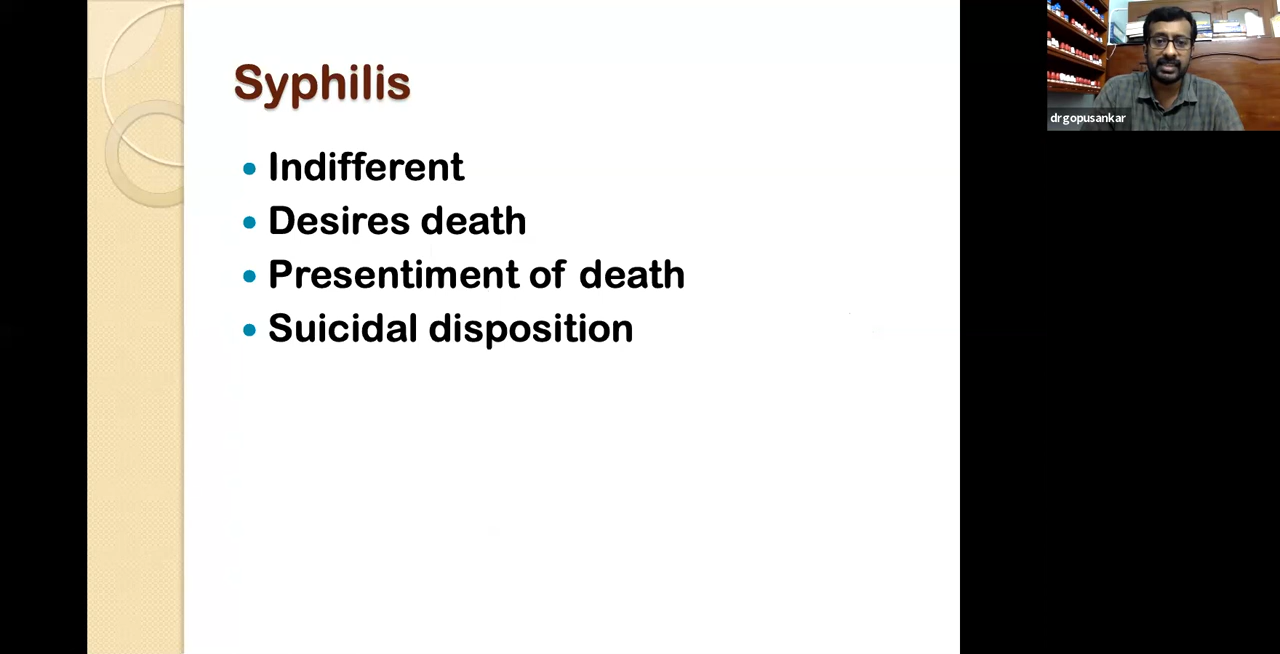 Syphilis
Indifferent
Desires death
Presentiment of death
Suicidal disposition
drgopusankar